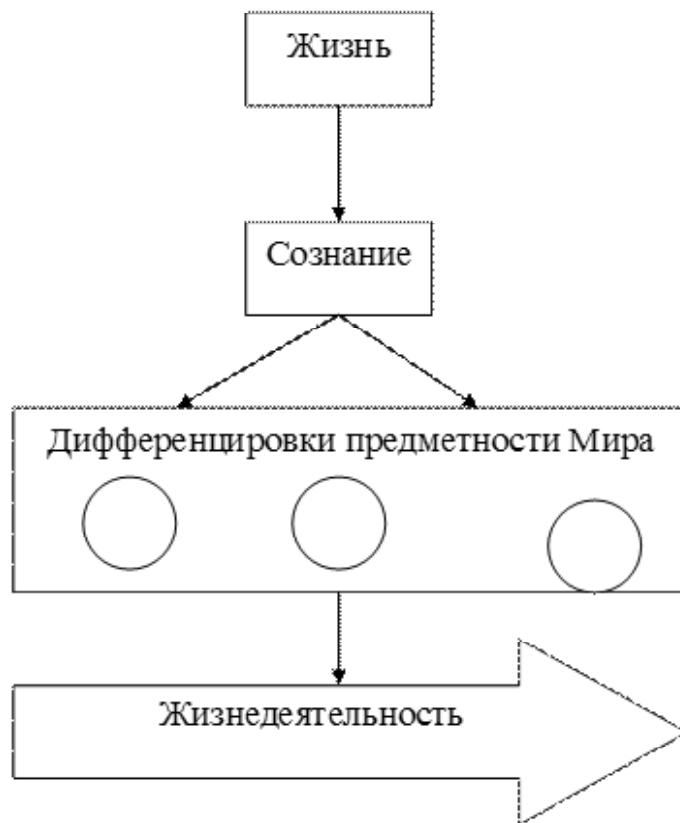 Жизнь
Сознание
Дифференцировки предметности Мира
Жизнедеятельность